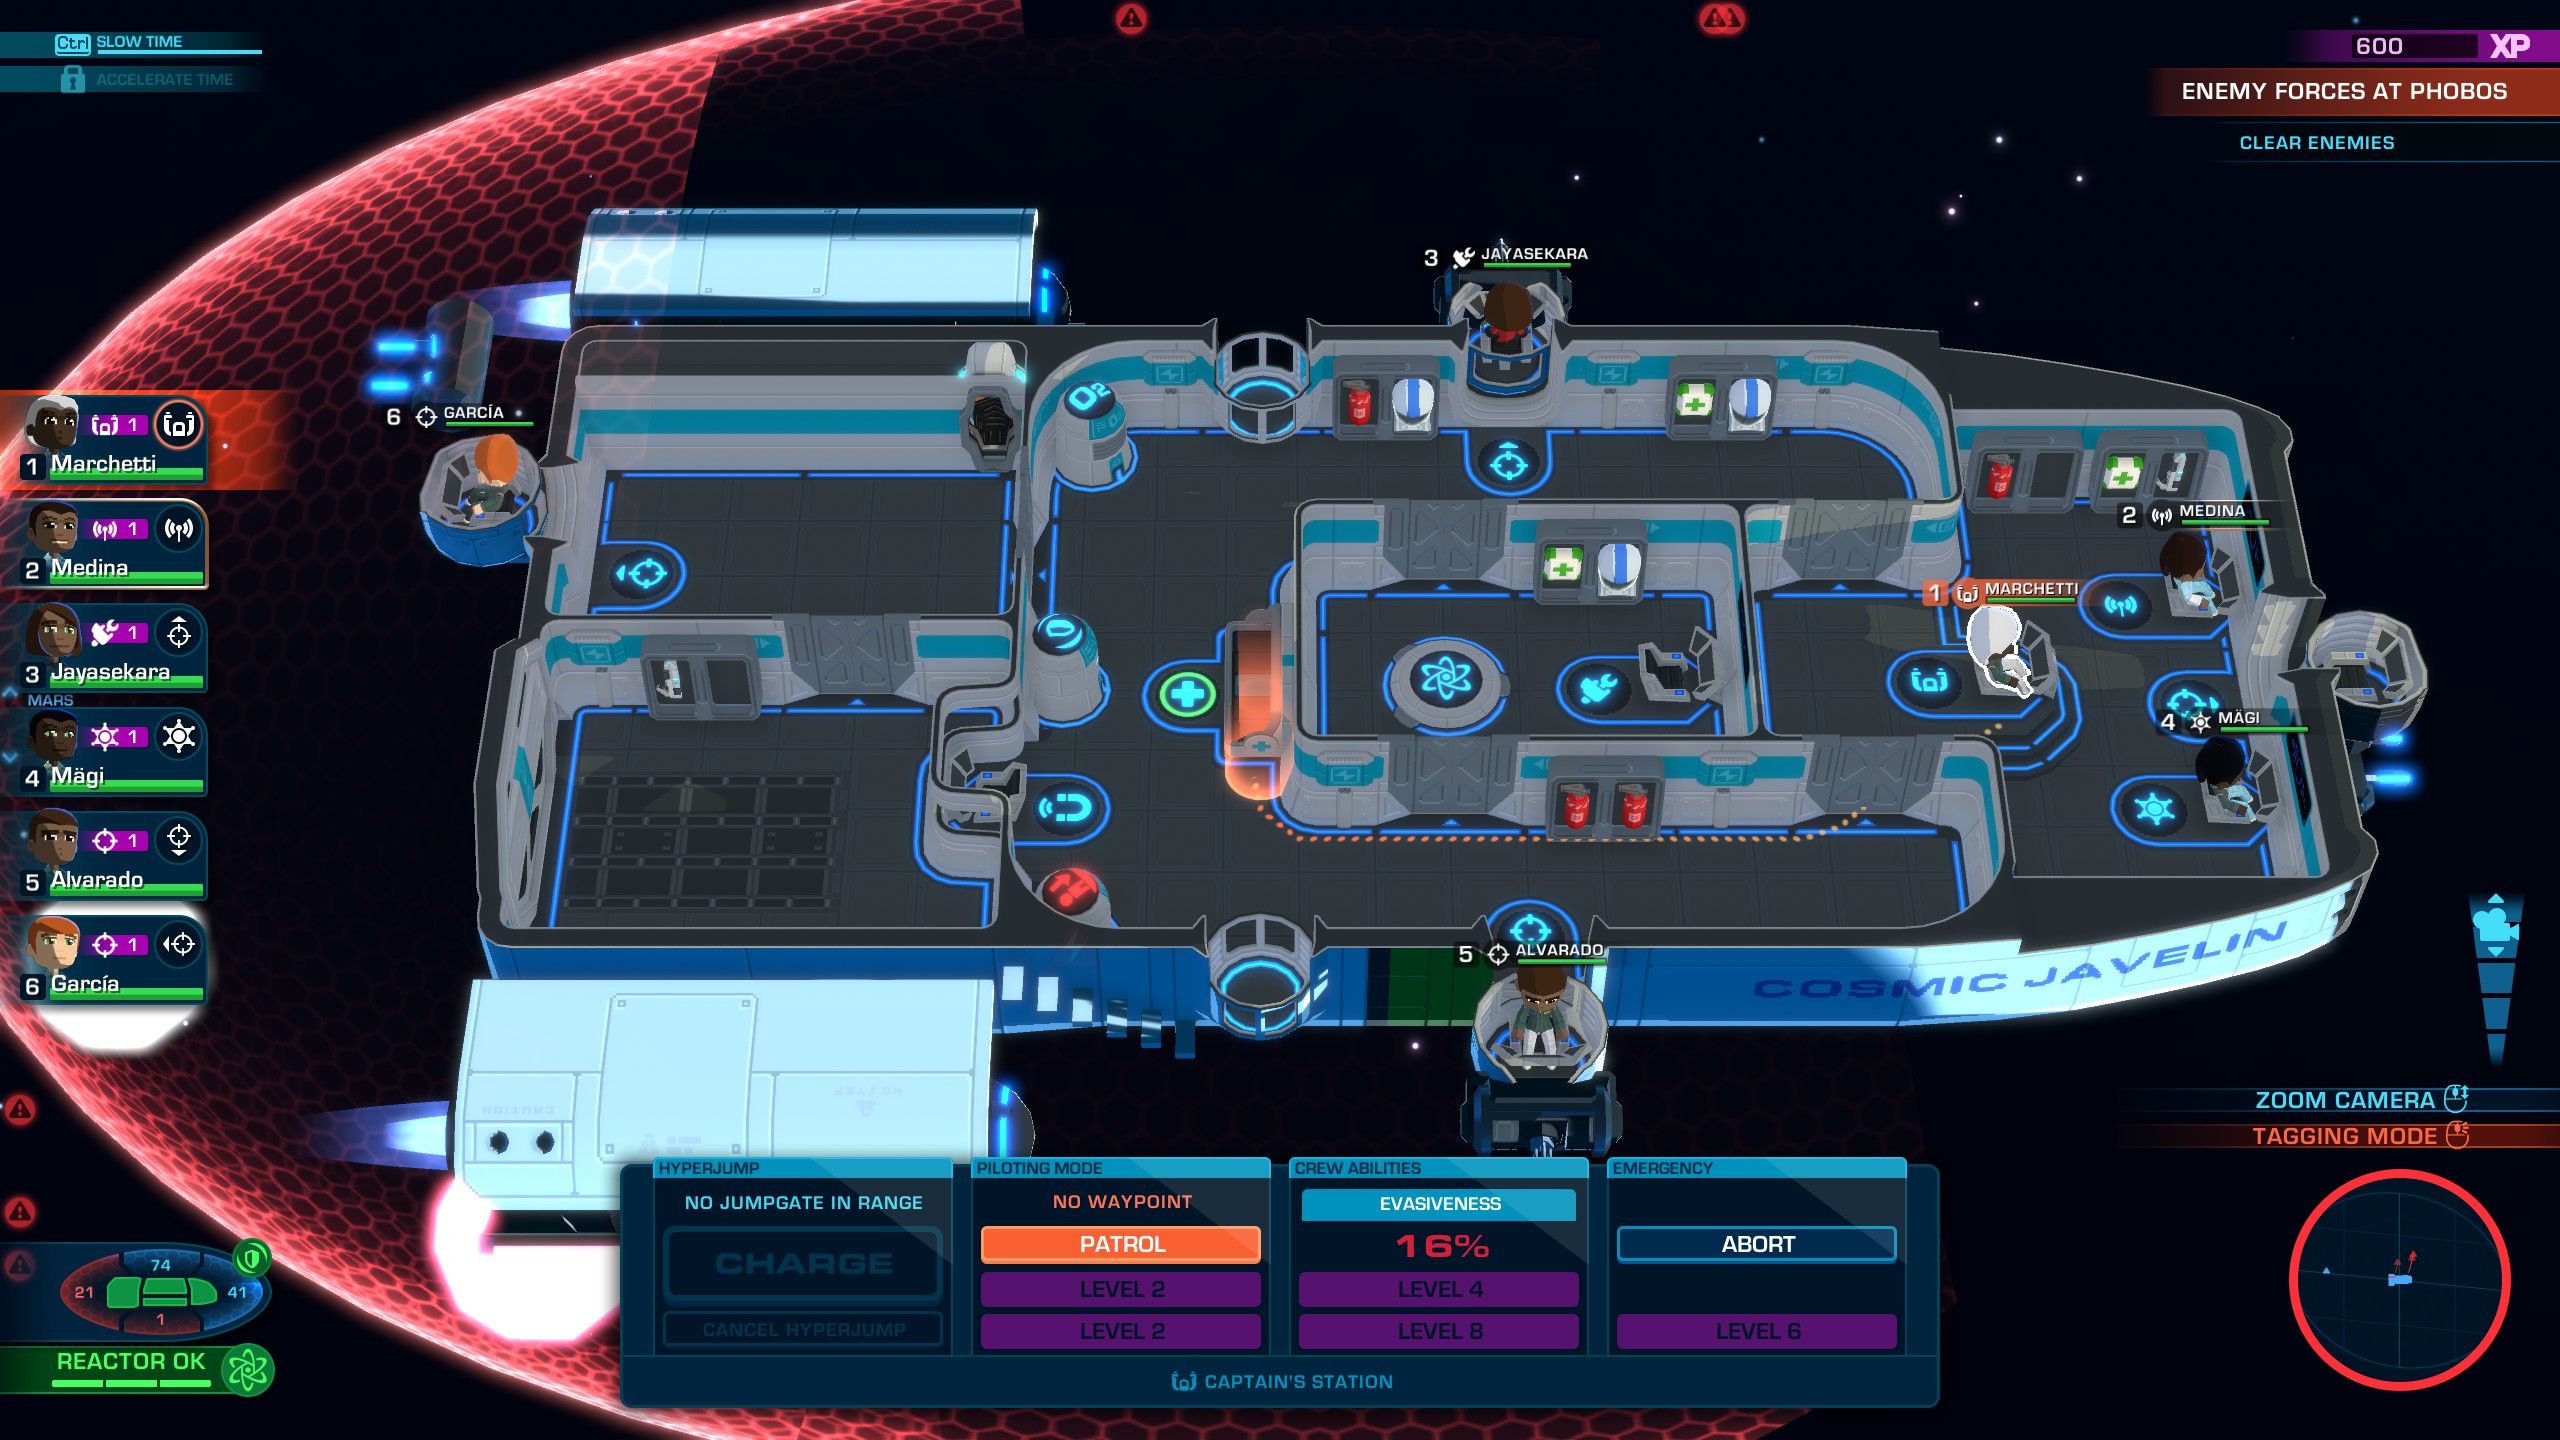 Ctrl SLOW TIME
ACCELERATE TIME
600 XP
ENEMY FORCES AT PHOBOS
CLEAR ENEMIES
3 JAYASEKARA
6 GARCÍA
2 MEDINA
1 MARCHETTI
4 MÄGI
5 ALVARADO
O2
COSMIC JAVELIN
1
1 Marchetti
1
2 Medina
1
3 Jayasekara
MARS
1
4 Mägi
1
5 Alvarado
1
6 García
CAUTION
ZOOM CAMERA
TAGGING MODE
74
21
41
1
REACTOR OK
HYPERJUMP
NO JUMPGATE IN RANGE
CHARGE
CANCEL HYPERJUMP
PILOTING MODE
NO WAYPOINT
PATROL
LEVEL 2
LEVEL 2
CREW ABILITIES
EVASIVENESS
16%
LEVEL 4
LEVEL 8
EMERGENCY
ABORT
LEVEL 6
CAPTAIN'S STATION